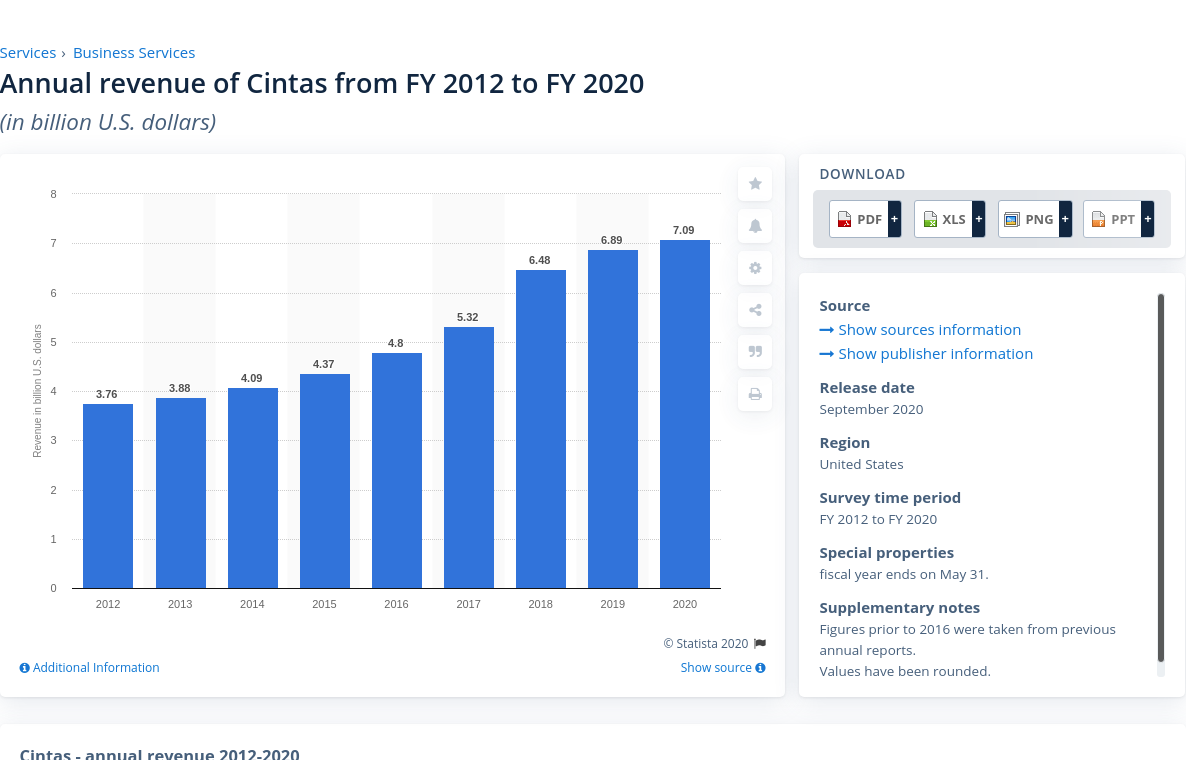 Services › Business Services
Annual revenue of Cintas from FY 2012 to FY 2020
(in billion U.S. dollars)
Revenue in billion U.S. dollars
8
7
6
5
4
3
2
1
0
3.76
3.88
4.09
4.37
4.8
5.32
6.48
6.89
7.09
2012 2013 2014 2015 2016 2017 2018 2019 2020
© Statista 2020
Additional Information
Show source
DOWNLOAD
PDF + XLS + PNG + PPT +
Source
Show sources information
Show publisher information
Release date
September 2020
Region
United States
Survey time period
FY 2012 to FY 2020
Special properties
fiscal year ends on May 31.
Supplementary notes
Figures prior to 2016 were taken from previous
annual reports.
Values have been rounded.
Cintas - annual revenue 2012-2020